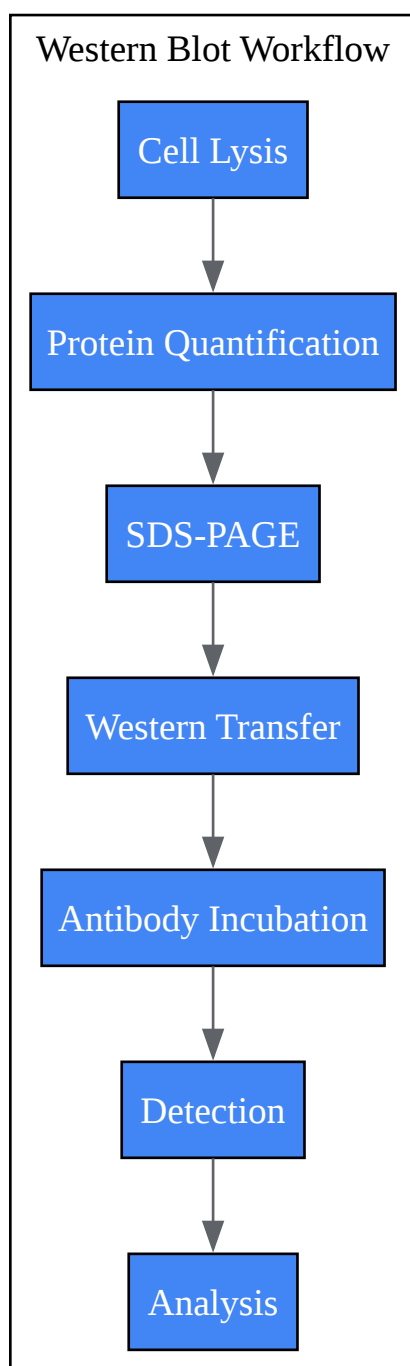 Western Blot Workflow
Cell Lysis
Protein Quantification
SDS-PAGE
Western Transfer
Antibody Incubation
Detection
Analysis